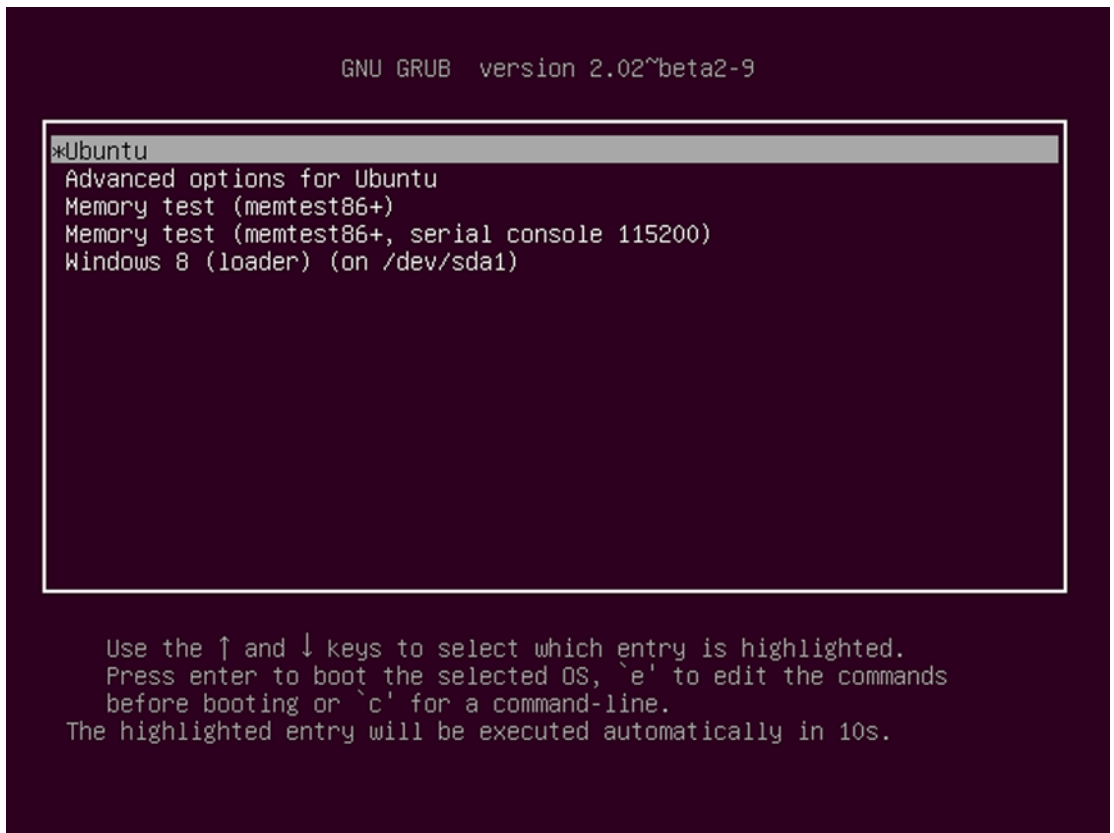 GNU GRUB  version 2.02~beta2-9
*Ubuntu
Advanced options for Ubuntu
Memory test (memtest86+)
Memory test (memtest86+, serial console 115200)
Windows 8 (loader) (on /dev/sda1)
Use the ↑ and ↓ keys to select which entry is highlighted.
Press enter to boot the selected OS, `e' to edit the commands
before booting or `c' for a command-line.
The highlighted entry will be executed automatically in 10s.